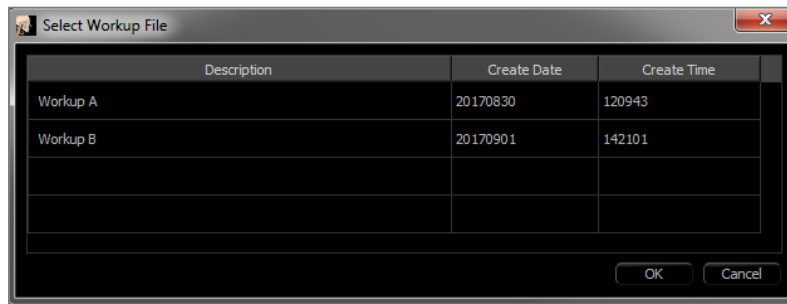 Select Workup File
Description Create Date Create Time
Workup A 20170830 120943
Workup B 20170901 142101
OK Cancel